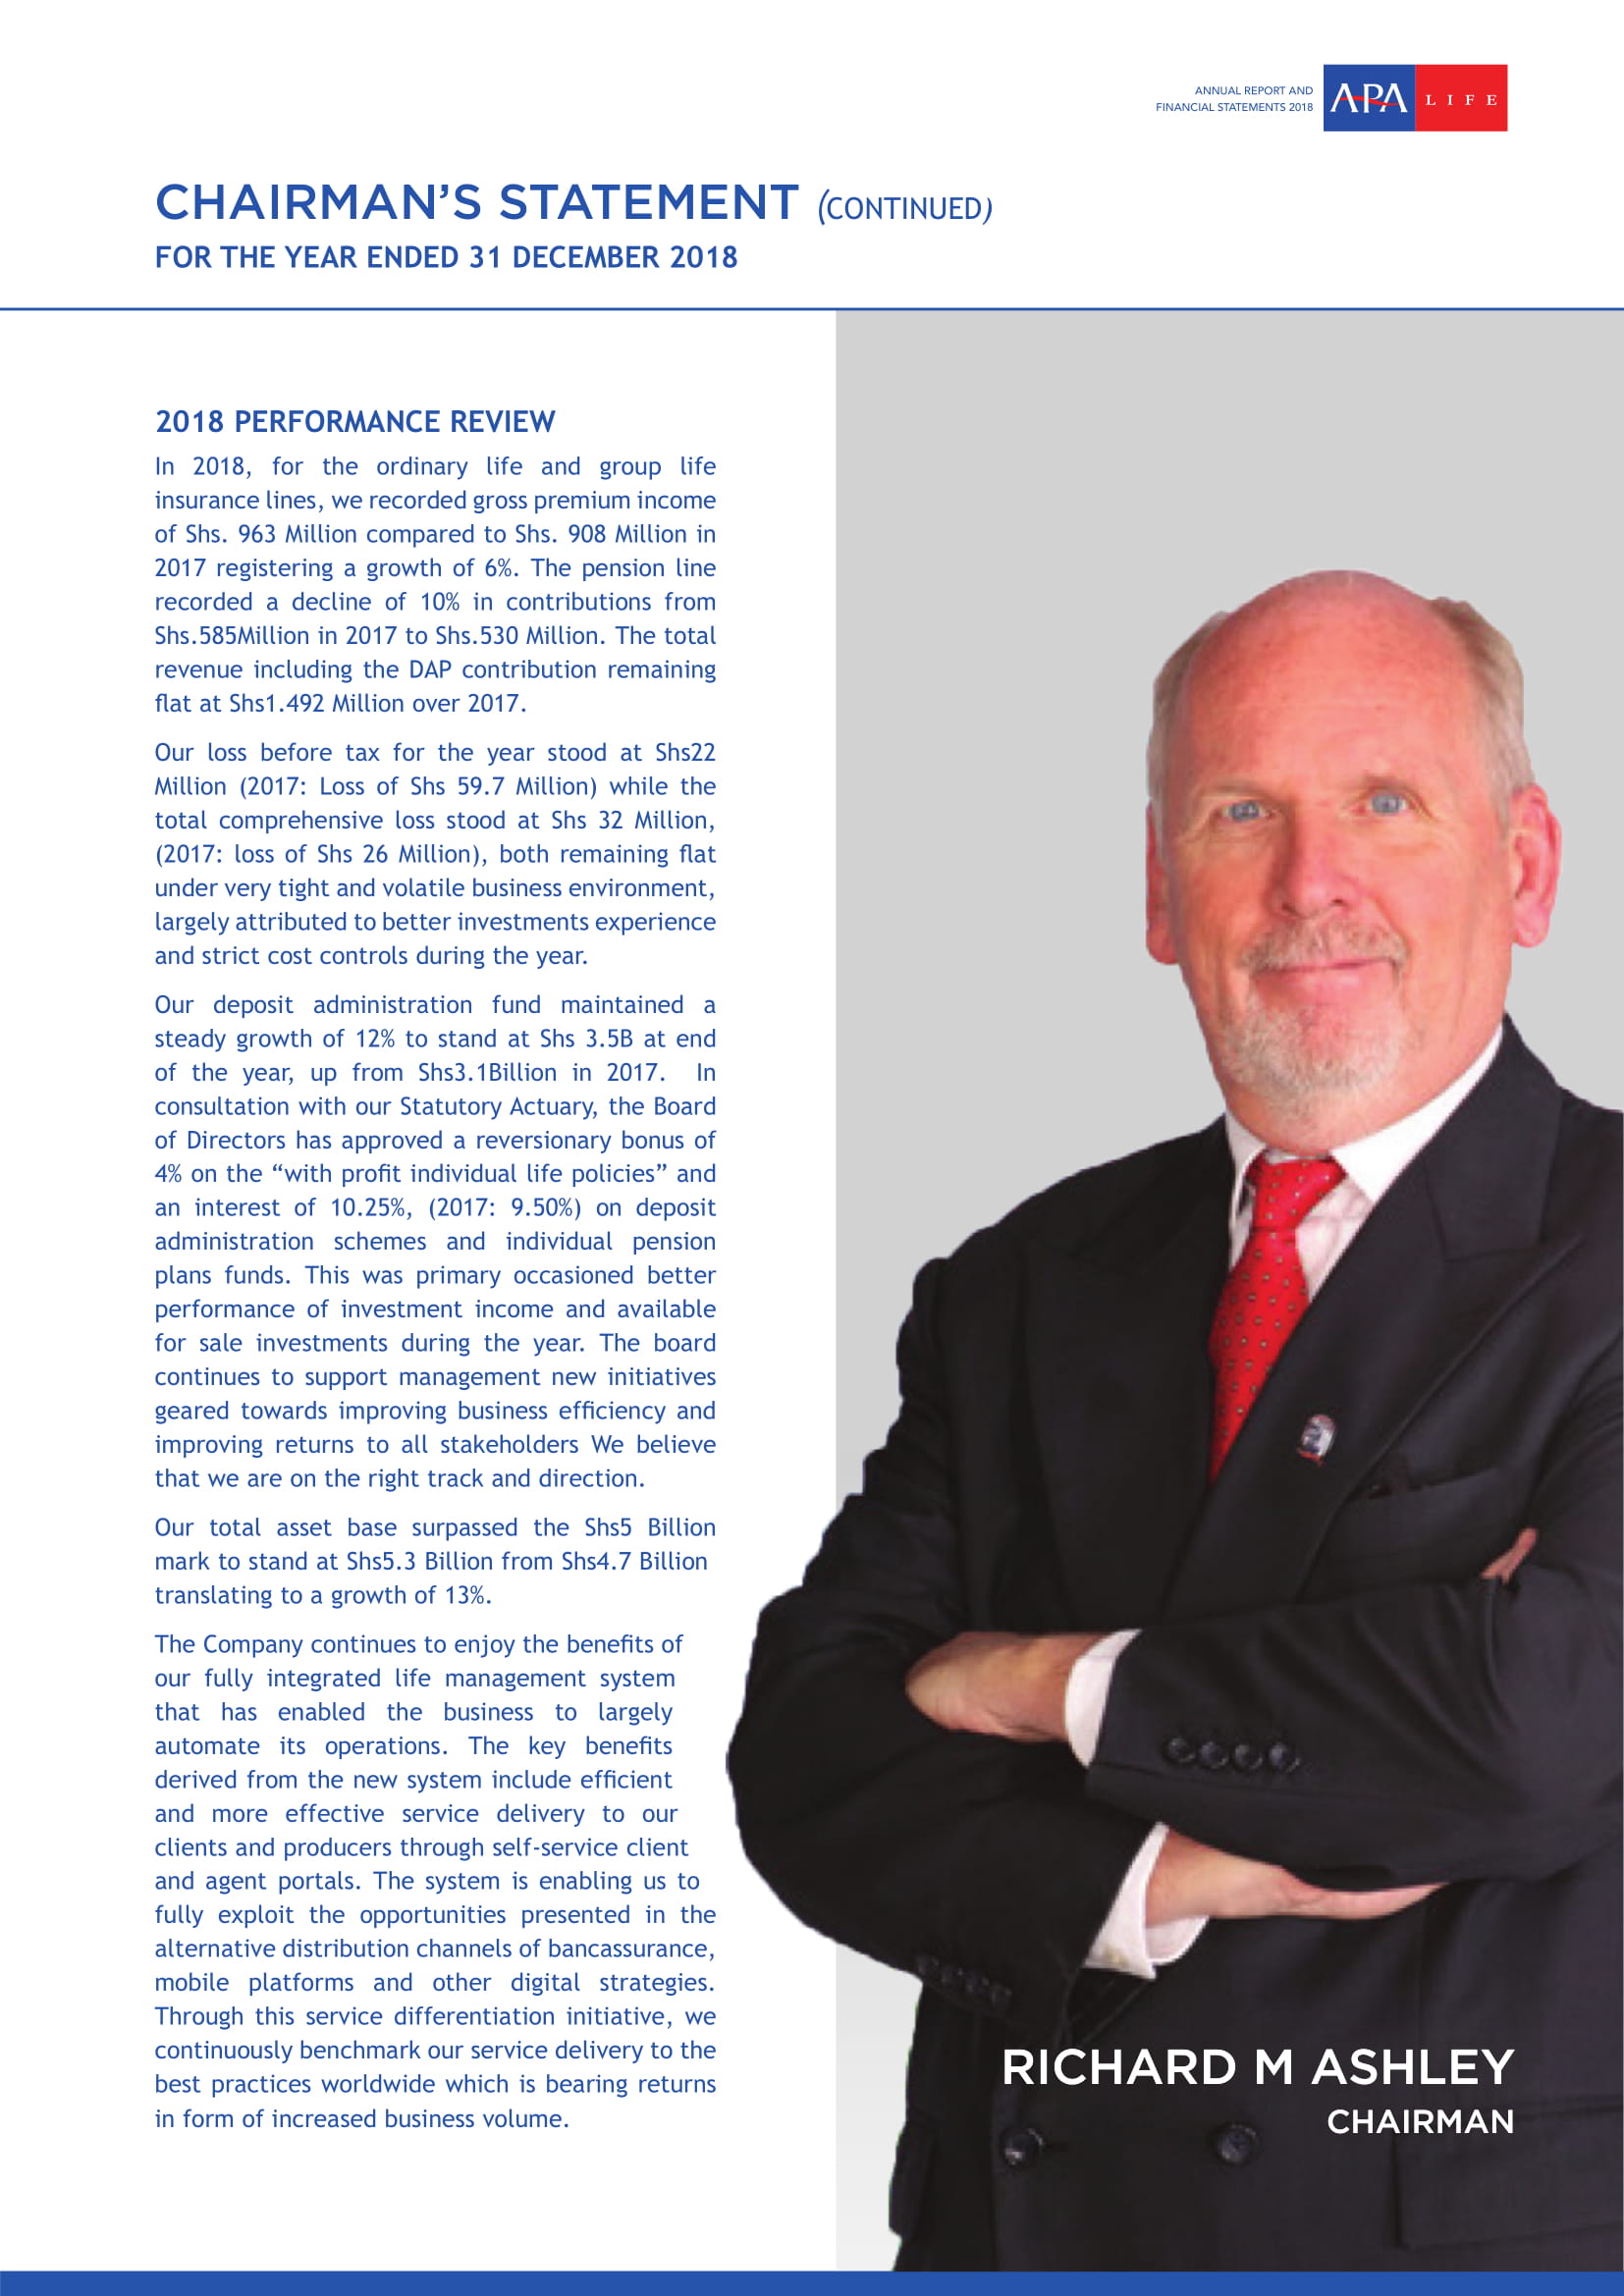 ANNUAL REPORT AND
FINANCIAL STATEMENTS 2018
APA LIFE
CHAIRMAN’S STATEMENT (CONTINUED)
FOR THE YEAR ENDED 31 DECEMBER 2018
2018 PERFORMANCE REVIEW
In 2018, for the ordinary life and group life
insurance lines, we recorded gross premium income
of Shs. 963 Million compared to Shs. 908 Million in
2017 registering a growth of 6%. The pension line
recorded a decline of 10% in contributions from
Shs.585Million in 2017 to Shs.530 Million. The total
revenue including the DAP contribution remaining
flat at Shs1.492 Million over 2017.
Our loss before tax for the year stood at Shs22
Million (2017: Loss of Shs 59.7 Million) while the
total comprehensive loss stood at Shs 32 Million,
(2017: loss of Shs 26 Million), both remaining flat
under very tight and volatile business environment,
largely attributed to better investments experience
and strict cost controls during the year.
Our deposit administration fund maintained a
steady growth of 12% to stand at Shs 3.5B at end
of the year, up from Shs3.1Billion in 2017. In
consultation with our Statutory Actuary, the Board
of Directors has approved a reversionary bonus of
4% on the “with profit individual life policies” and
an interest of 10.25%, (2017: 9.50%) on deposit
administration schemes and individual pension
plans funds. This was primary occasioned better
performance of investment income and available
for sale investments during the year. The board
continues to support management new initiatives
geared towards improving business efficiency and
improving returns to all stakeholders We believe
that we are on the right track and direction.
Our total asset base surpassed the Shs5 Billion
mark to stand at Shs5.3 Billion from Shs4.7 Billion
translating to a growth of 13%.
The Company continues to enjoy the benefits of
our fully integrated life management system
that has enabled the business to largely
automate its operations. The key benefits
derived from the new system include efficient
and more effective service delivery to our
clients and producers through self-service client
and agent portals. The system is enabling us to
fully exploit the opportunities presented in the
alternative distribution channels of bancassurance,
mobile platforms and other digital strategies.
Through this service differentiation initiative, we
continuously benchmark our service delivery to the
best practices worldwide which is bearing returns
in form of increased business volume.
RICHARD M ASHLEY
CHAIRMAN